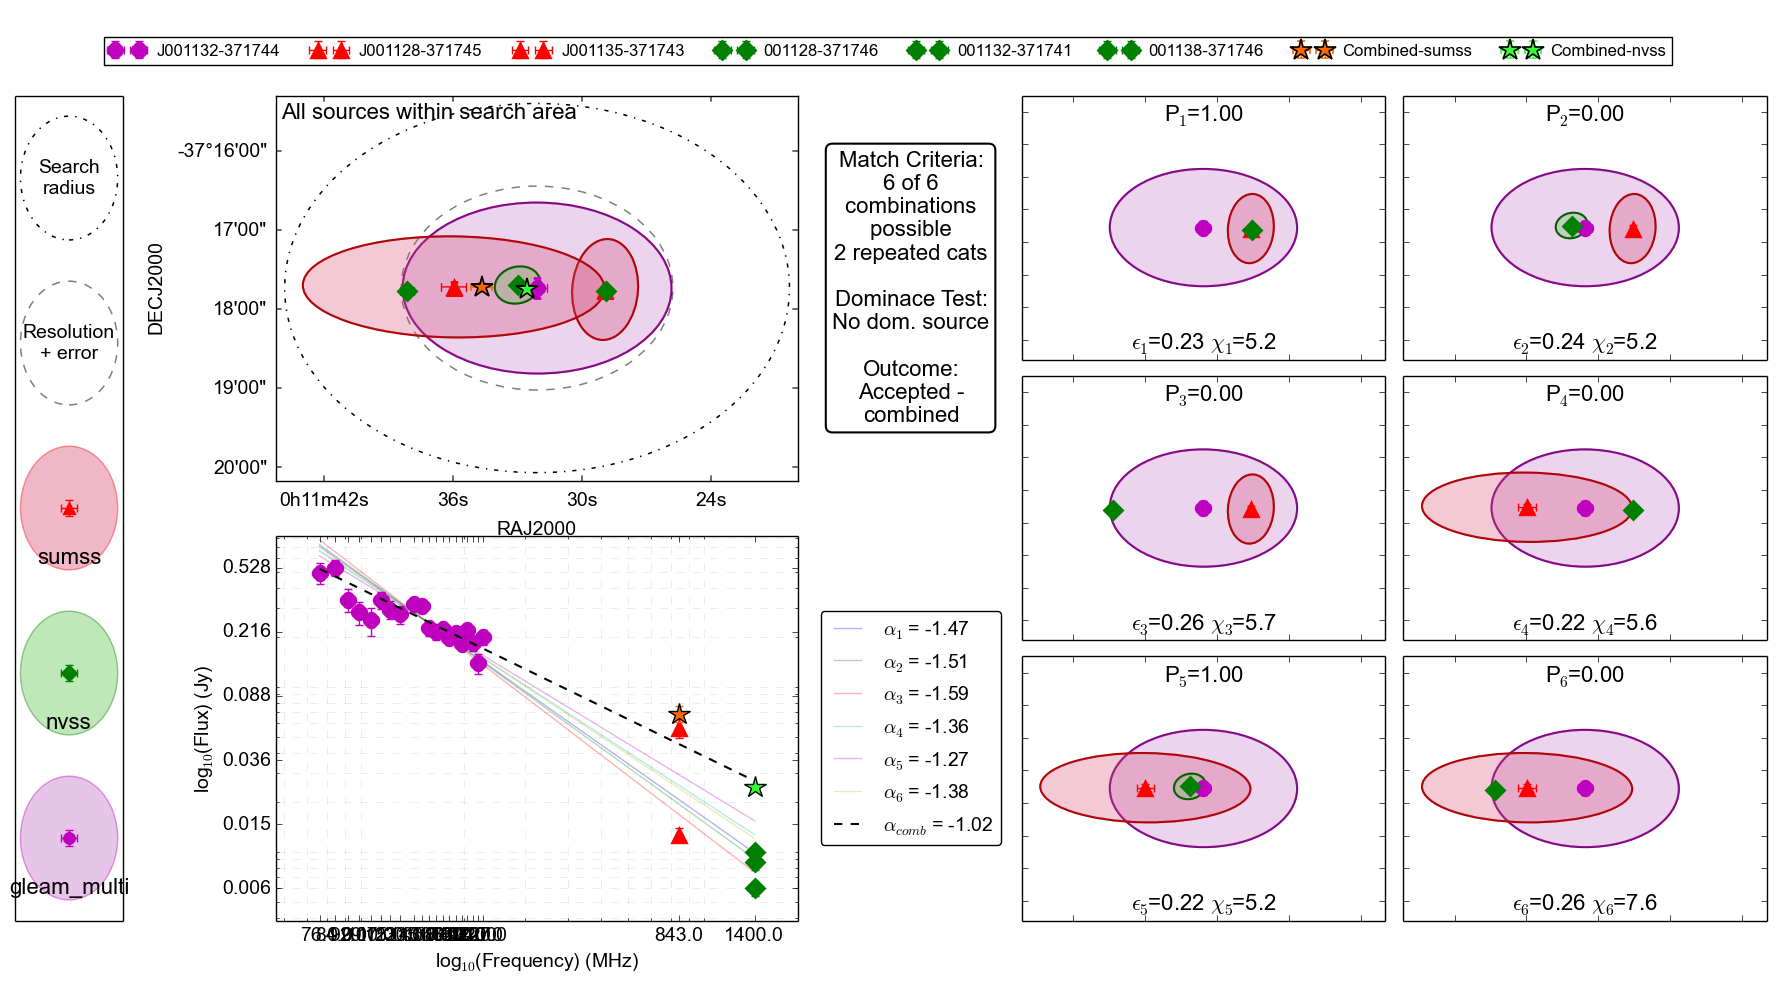 J001132-371744 J001128-371745 J001135-371743 001128-371746 001132-371741 001138-371746 Combined-sumss Combined-nvss
Search
radius
Resolution
+ error
sumss
nvss
gleam_multi
All sources within search area
DECJ2000
-37°16'00"
17'00"
18'00"
19'00"
20'00"
0h11m42s 36s 30s 24s
RAJ2000
Match Criteria:
6 of 6
combinations
possible
2 repeated cats
Dominace Test:
No dom. source
Outcome:
Accepted -
combined
log₁₀(Flux) (Jy)
0.528
0.216
0.088
0.036
0.015
0.006
843.0 1400.0
log₁₀(Frequency) (MHz)
α₁ = -1.47
α₂ = -1.51
α₃ = -1.59
α₄ = -1.36
α₅ = -1.27
α₆ = -1.38
α_comb = -1.02
P₁=1.00
ϵ₁=0.23 χ₁=5.2
P₂=0.00
ϵ₂=0.24 χ₂=5.2
P₃=0.00
ϵ₃=0.26 χ₃=5.7
P₄=0.00
ϵ₄=0.22 χ₄=5.6
P₅=1.00
ϵ₅=0.22 χ₅=5.2
P₆=0.00
ϵ₆=0.26 χ₆=7.6